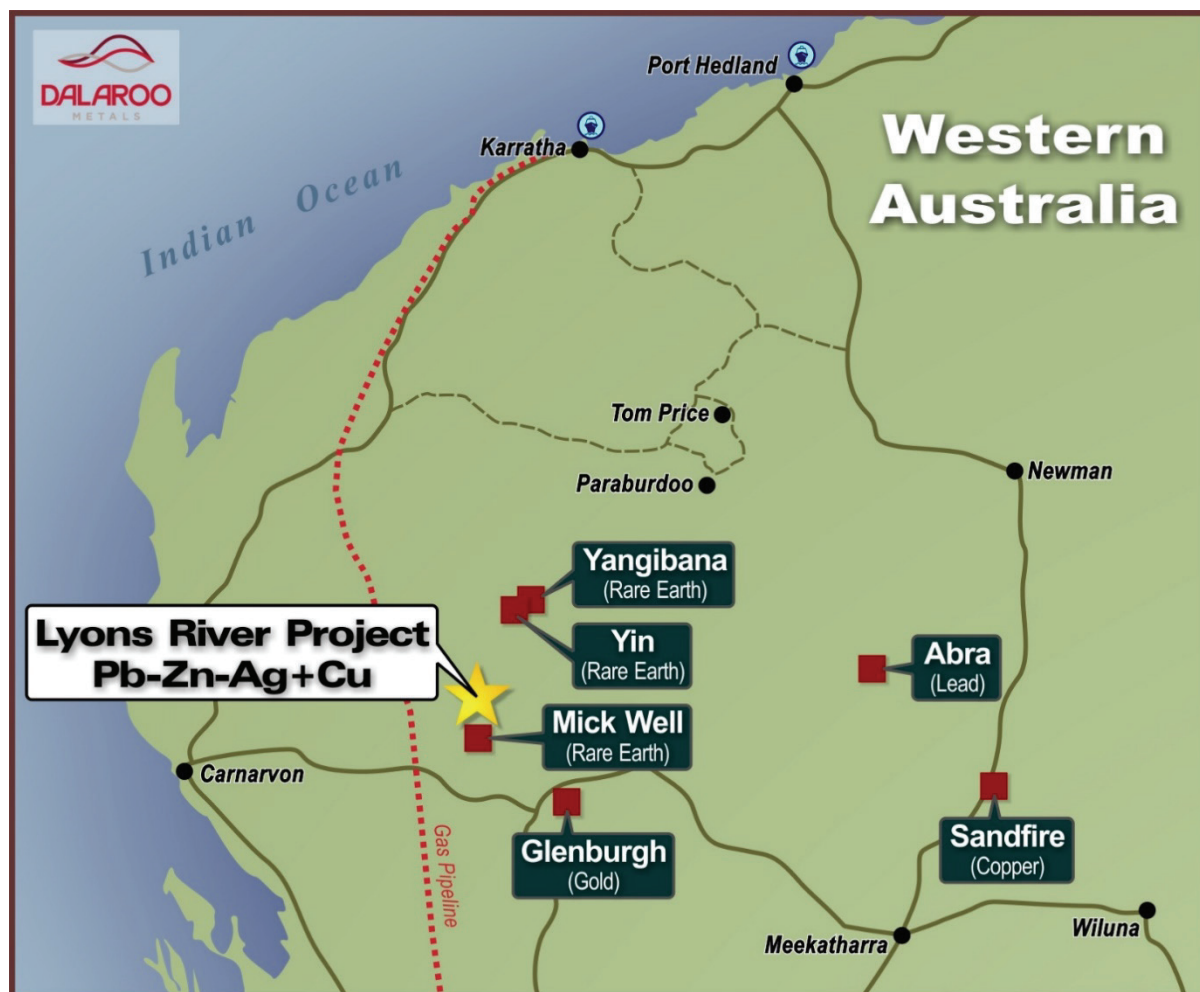 DALAROO
METALS
Port Hedland
Western
Australia
Karratha
Indian Ocean
Tom Price
Newman
Paraburdoo
Yangibana
(Rare Earth)
Lyons River Project
Pb-Zn-Ag+Cu
Yin
(Rare Earth)
Abra
(Lead)
Mick Well
(Rare Earth)
Carnarvon
Gas Pipeline
Glenburgh
(Gold)
Sandfire
(Copper)
Meekatharra
Wiluna